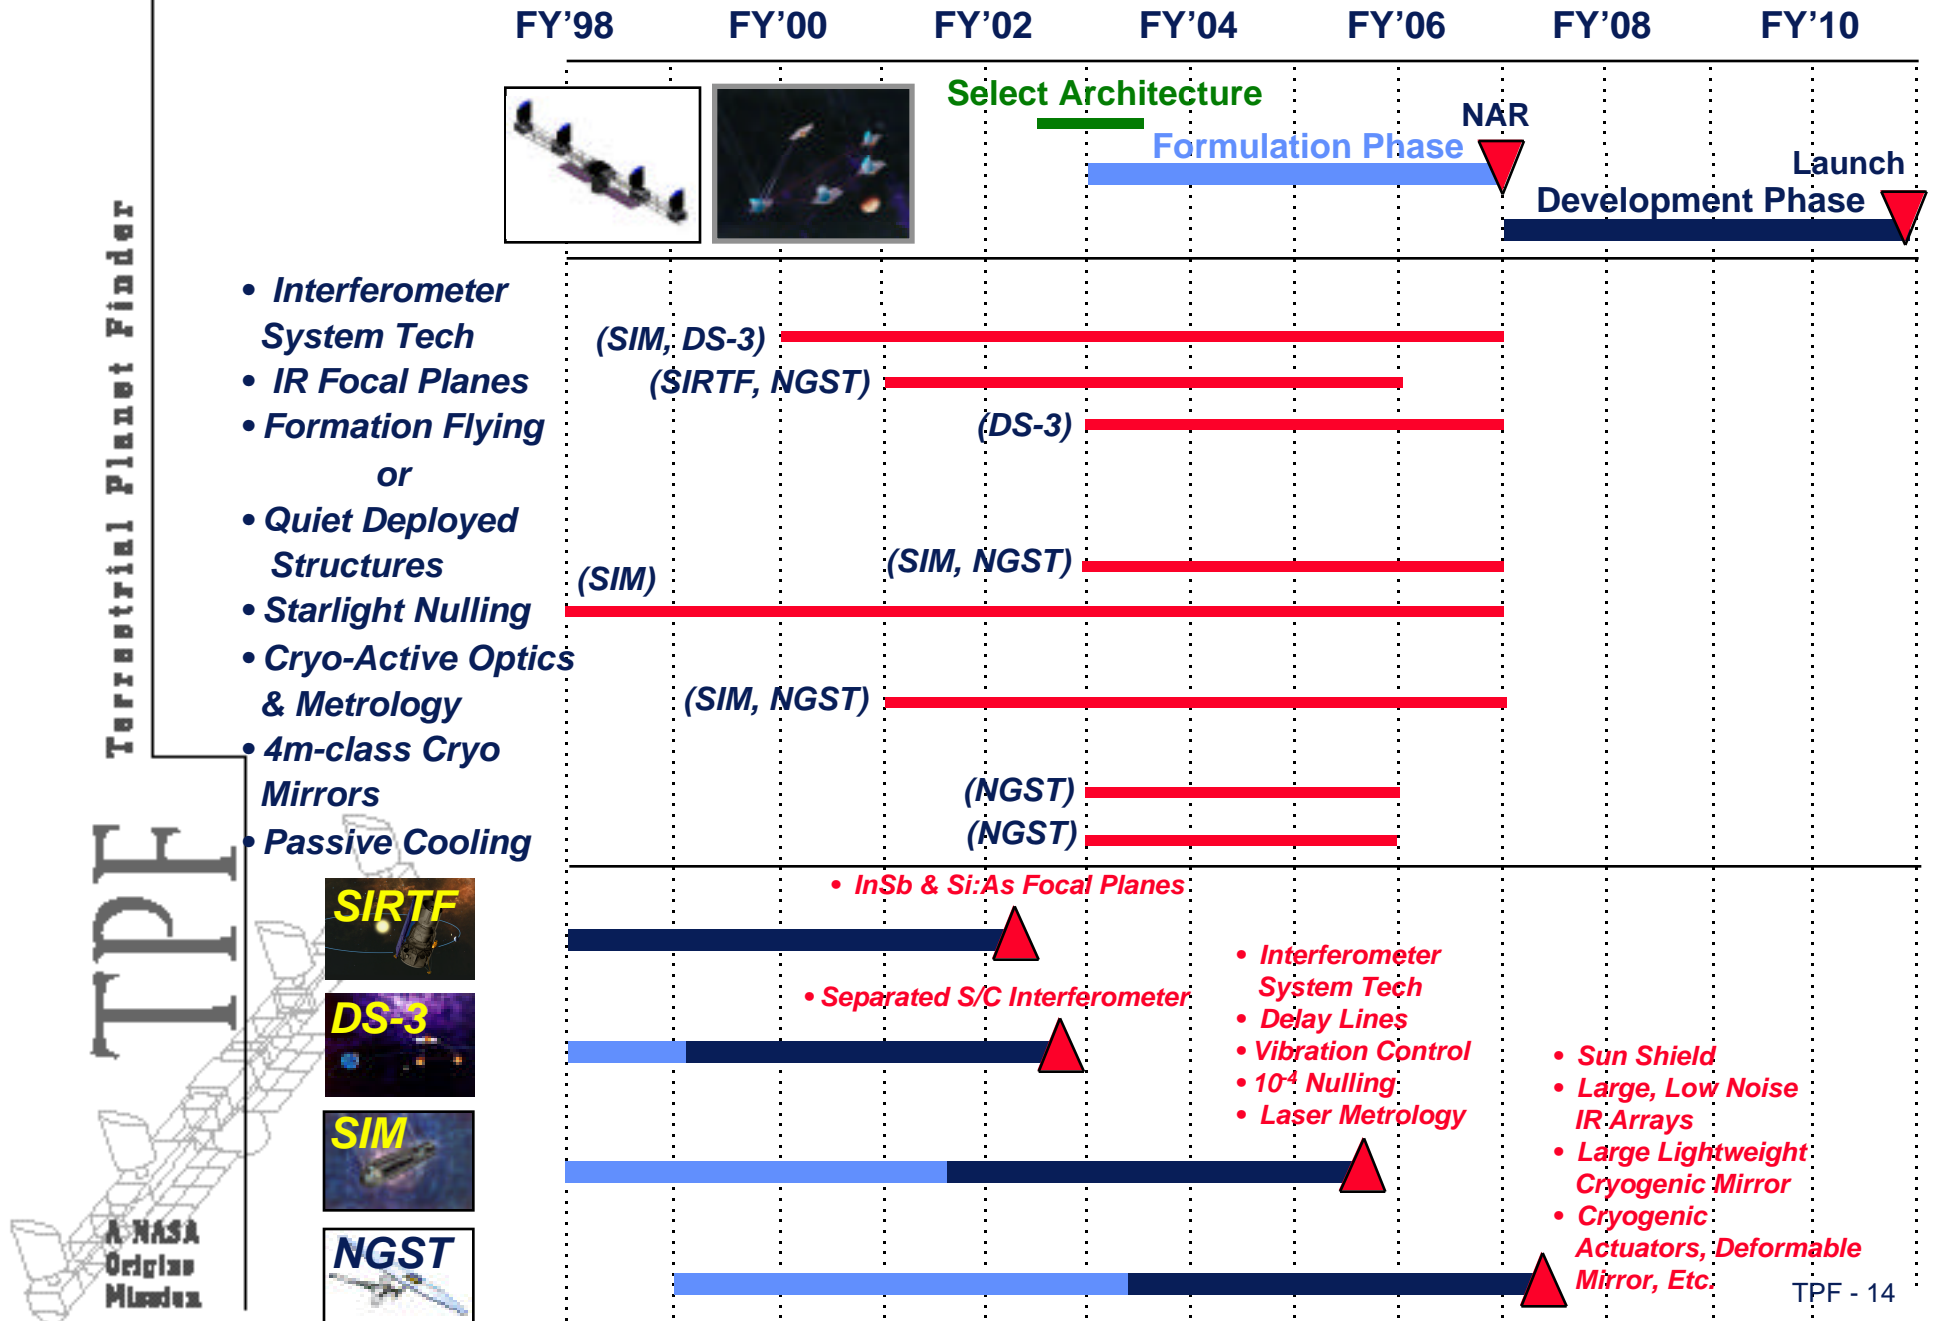 FY’98 FY’00 FY’02 FY’04 FY’06 FY’08 FY’10
Select Architecture
NAR
Formulation Phase
Launch
Development Phase
Terrestrial Planet Finder
• Interferometer
System Tech
(SIM, DS-3)
• IR Focal Planes
(SIRTF, NGST)
• Formation Flying
(DS-3)
or
• Quiet Deployed
Structures
(SIM, NGST)
(SIM)
• Starlight Nulling
• Cryo-Active Optics
& Metrology
(SIM, NGST)
• 4m-class Cryo
Mirrors
(NGST)
• Passive Cooling
(NGST)
TPF
A NASA
Origins
Mission
SIRTF
• InSb & Si:As Focal Planes
DS-3
• Separated S/C Interferometer
SIM
• Interferometer
System Tech
• Delay Lines
• Vibration Control
• 10-4 Nulling
• Laser Metrology
NGST
• Sun Shield
• Large, Low Noise
IR Arrays
• Large Lightweight
Cryogenic Mirror
• Cryogenic
Actuators, Deformable
Mirror, Etc.
TPF - 14